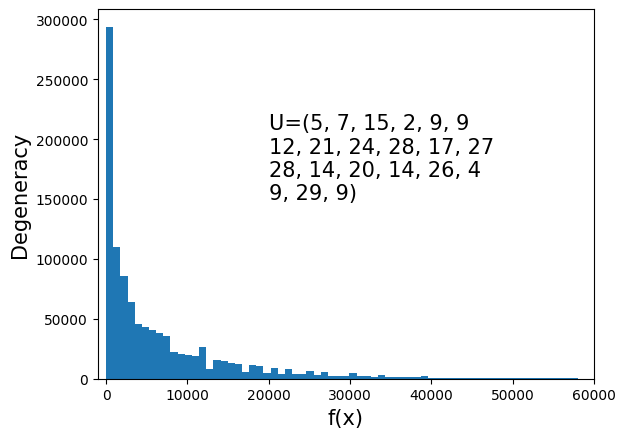 300000
250000
200000
150000
100000
50000
0
Degeneracy
U=(5, 7, 15, 2, 9, 9
12, 21, 24, 28, 17, 27
28, 14, 20, 14, 26, 4
9, 29, 9)
0 10000 20000 30000 40000 50000 60000
f(x)